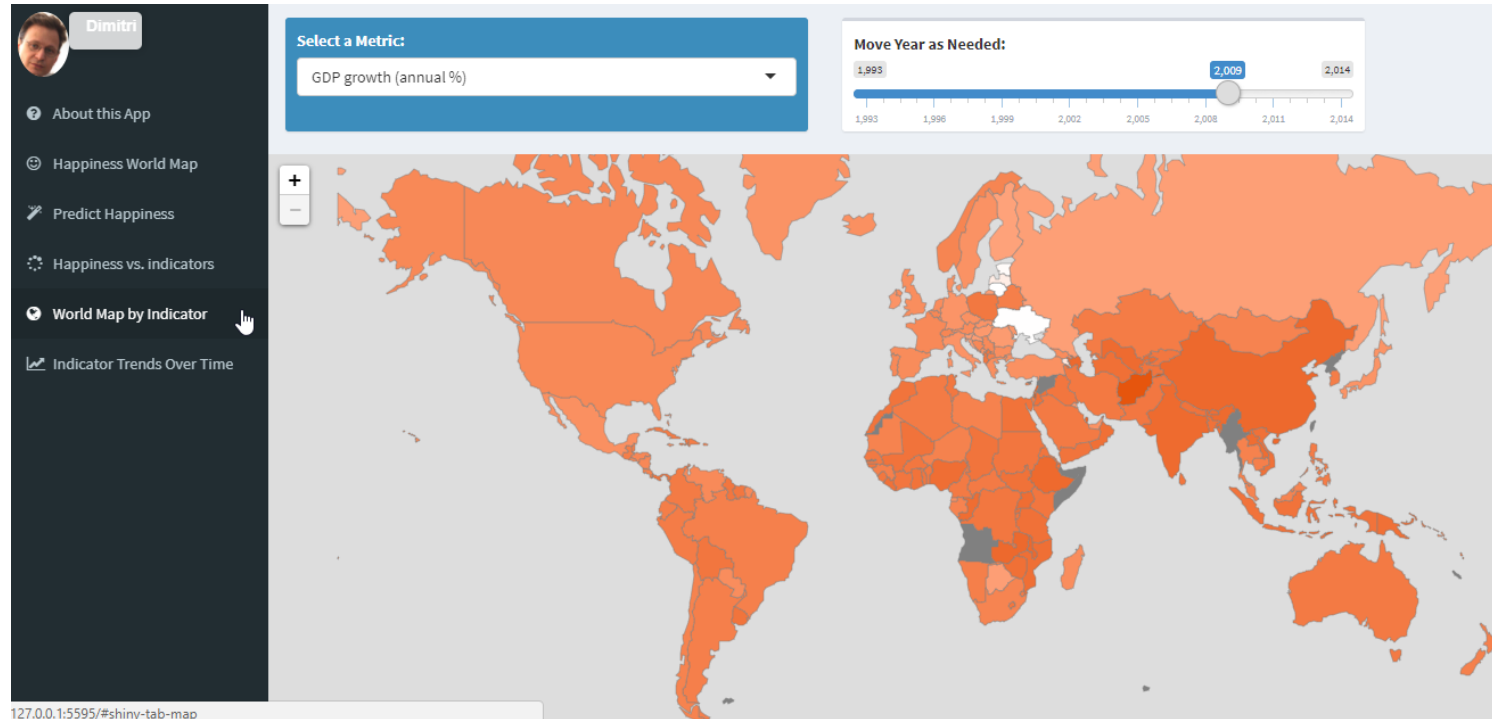 Dimitri
About this App
Happiness World Map
Predict Happiness
Happiness vs. indicators
World Map by Indicator
Indicator Trends Over Time
Select a Metric:
GDP growth (annual %)
Move Year as Needed:
1,993 2,009 2,014
1,993 1,996 1,999 2,002 2,005 2,008 2,011 2,014
+
−
127.0.0.1:5595/#shiny-tab-map